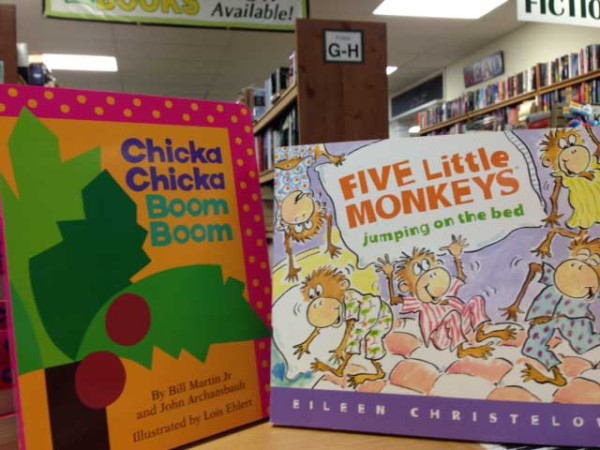 BOOKS
Available!
FICTIO
G-H
Chicka
Chicka
Boom
Boom
By Bill Martin Jr
and John Archambault
Illustrated by Lois Ehlert
FIVE Little
MONKEYS
jumping on the bed
EILEEN CHRISTELO